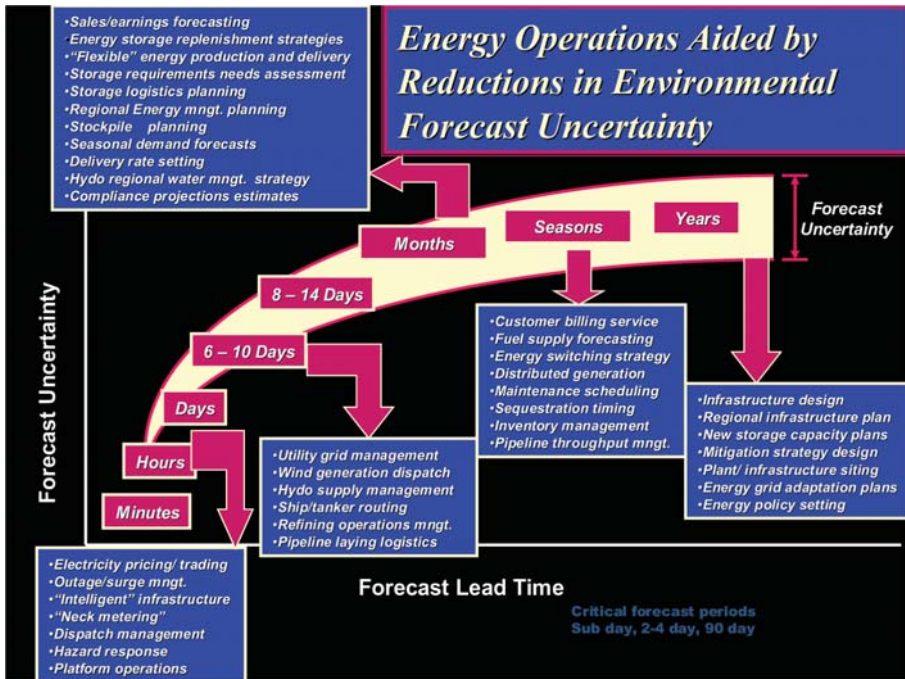 Energy Operations Aided by
Reductions in Environmental
Forecast Uncertainty
•Sales/earnings forecasting
•Energy storage replenishment strategies
•“Flexible” energy production and delivery
•Storage requirements needs assessment
•Storage logistics planning
•Regional Energy mngt. planning
•Stockpile planning
•Seasonal demand forecasts
•Delivery rate setting
•Hydo regional water mngt. strategy
•Compliance projections estimates
Forecast
Uncertainty
Years
Seasons
Months
8 – 14 Days
6 – 10 Days
Days
Hours
Minutes
Forecast Uncertainty
•Customer billing service
•Fuel supply forecasting
•Energy switching strategy
•Distributed generation
•Maintenance scheduling
•Sequestration timing
•Inventory management
•Pipeline throughput mngt.
•Infrastructure design
•Regional infrastructure plan
•New storage capacity plans
•Mitigation strategy design
•Plant/ infrastructure siting
•Energy grid adaptation plans
•Energy policy setting
•Utility grid management
•Wind generation dispatch
•Hydo supply management
•Ship/tanker routing
•Refining operations mngt.
•Pipeline laying logistics
•Electricity pricing/ trading
•Outage/surge mngt.
•“Intelligent” infrastructure
•“Neck metering”
•Dispatch management
•Hazard response
•Platform operations
Forecast Lead Time
Critical forecast periods
Sub day, 2-4 day, 90 day